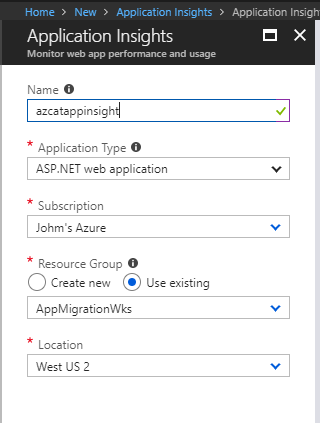 Home > New > Application Insights > Application Insigh
Application Insights
Monitor web app performance and usage
Name
azcatappinsight
* Application Type
ASP.NET web application
* Subscription
Johm's Azure
* Resource Group
Create new Use existing
AppMigrationWks
* Location
West US 2